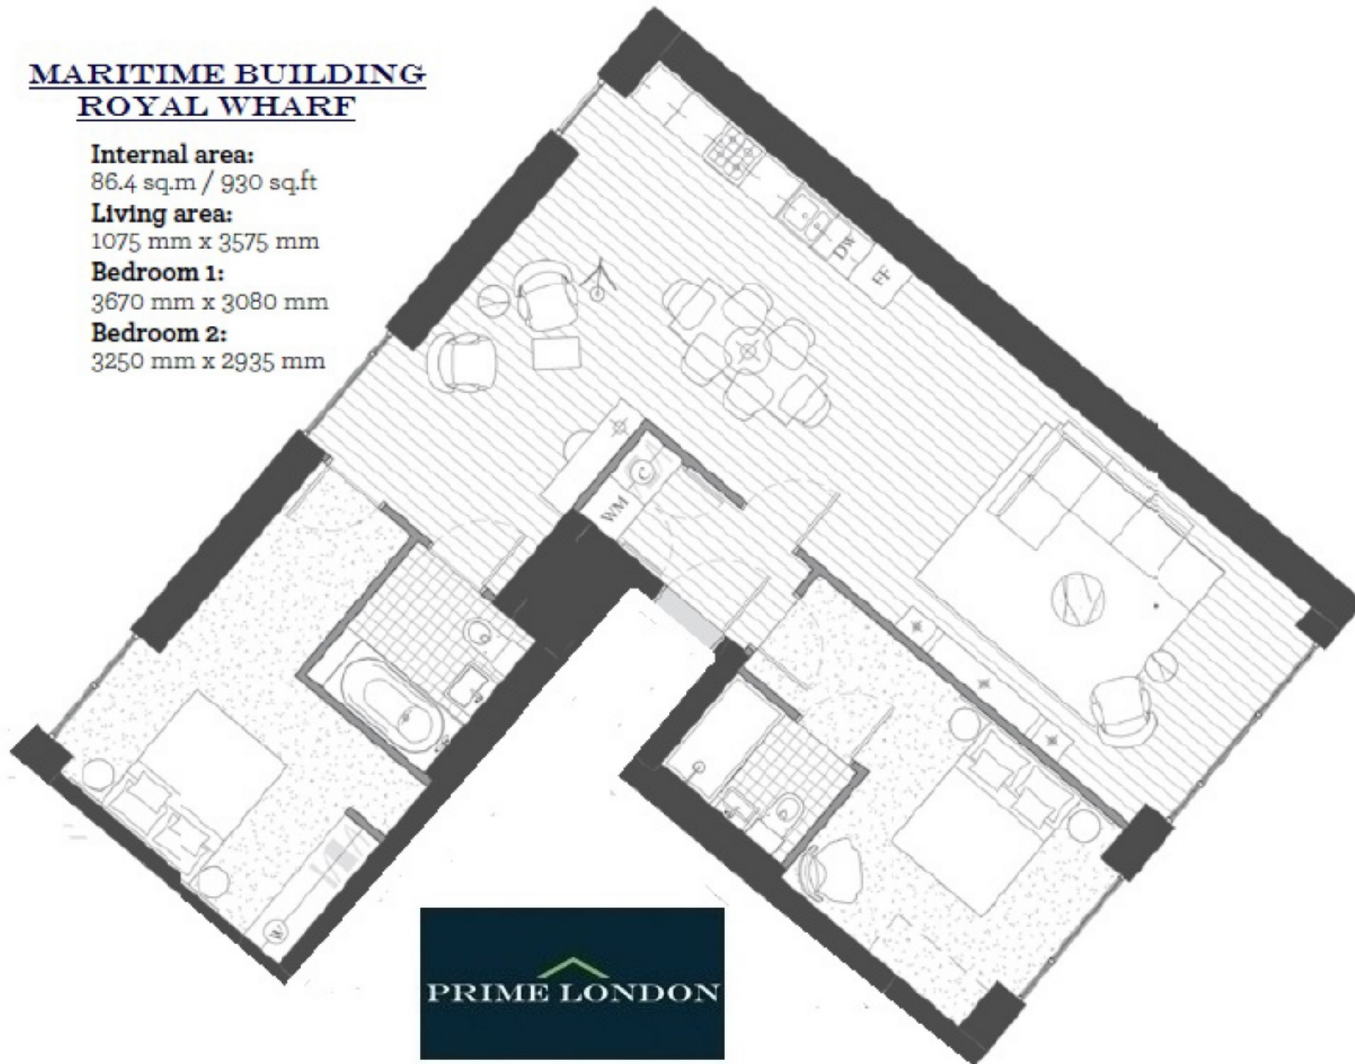 MARITIME BUILDING
ROYAL WHARF
Internal area:
86.4 sq.m / 930 sq.ft
Living area:
1075 mm x 3575 mm
Bedroom 1:
3670 mm x 3080 mm
Bedroom 2:
3250 mm x 2935 mm
DW
FF
C
WM
W
PRIME LONDON